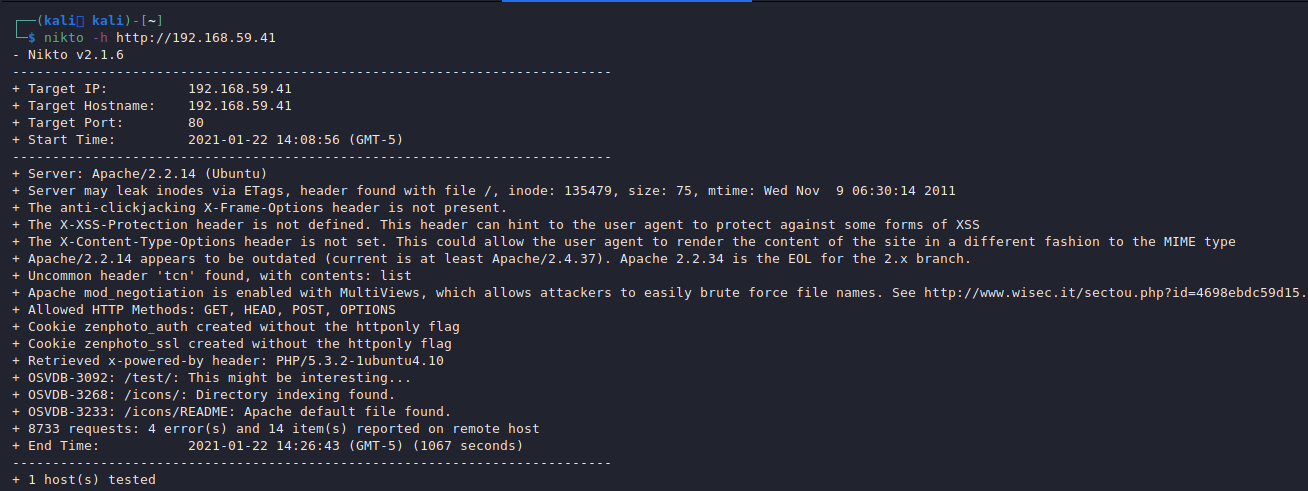 ┌──(kali㉿ kali)-[~]
└─$ nikto -h http://192.168.59.41
- Nikto v2.1.6
---------------------------------------------------------------------------
+ Target IP:          192.168.59.41
+ Target Hostname:    192.168.59.41
+ Target Port:        80
+ Start Time:         2021-01-22 14:08:56 (GMT-5)
---------------------------------------------------------------------------
+ Server: Apache/2.2.14 (Ubuntu)
+ Server may leak inodes via ETags, header found with file /, inode: 135479, size: 75, mtime: Wed Nov  9 06:30:14 2011
+ The anti-clickjacking X-Frame-Options header is not present.
+ The X-XSS-Protection header is not defined. This header can hint to the user agent to protect against some forms of XSS
+ The X-Content-Type-Options header is not set. This could allow the user agent to render the content of the site in a different fashion to the MIME type
+ Apache/2.2.14 appears to be outdated (current is at least Apache/2.4.37). Apache 2.2.34 is the EOL for the 2.x branch.
+ Uncommon header 'tcn' found, with contents: list
+ Apache mod_negotiation is enabled with MultiViews, which allows attackers to easily brute force file names. See http://www.wisec.it/sectou.php?id=4698ebdc59d15.
+ Allowed HTTP Methods: GET, HEAD, POST, OPTIONS
+ Cookie zenphoto_auth created without the httponly flag
+ Cookie zenphoto_ssl created without the httponly flag
+ Retrieved x-powered-by header: PHP/5.3.2-1ubuntu4.10
+ OSVDB-3092: /test/: This might be interesting...
+ OSVDB-3268: /icons/: Directory indexing found.
+ OSVDB-3233: /icons/README: Apache default file found.
+ 8733 requests: 4 error(s) and 14 item(s) reported on remote host
+ End Time:           2021-01-22 14:26:43 (GMT-5) (1067 seconds)
---------------------------------------------------------------------------
+ 1 host(s) tested